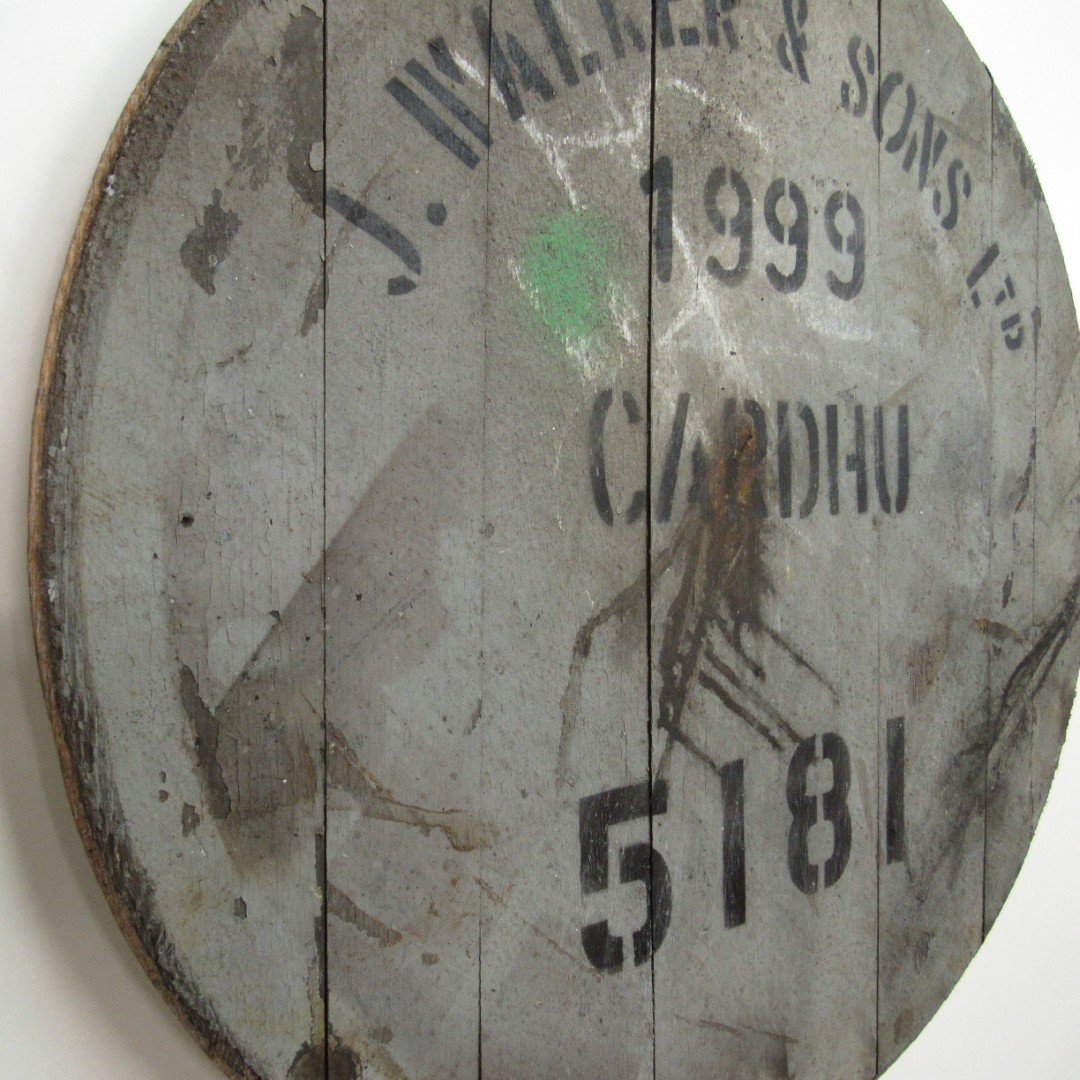 J. WALKER & SONS LTD
1999
CARDHU
5181